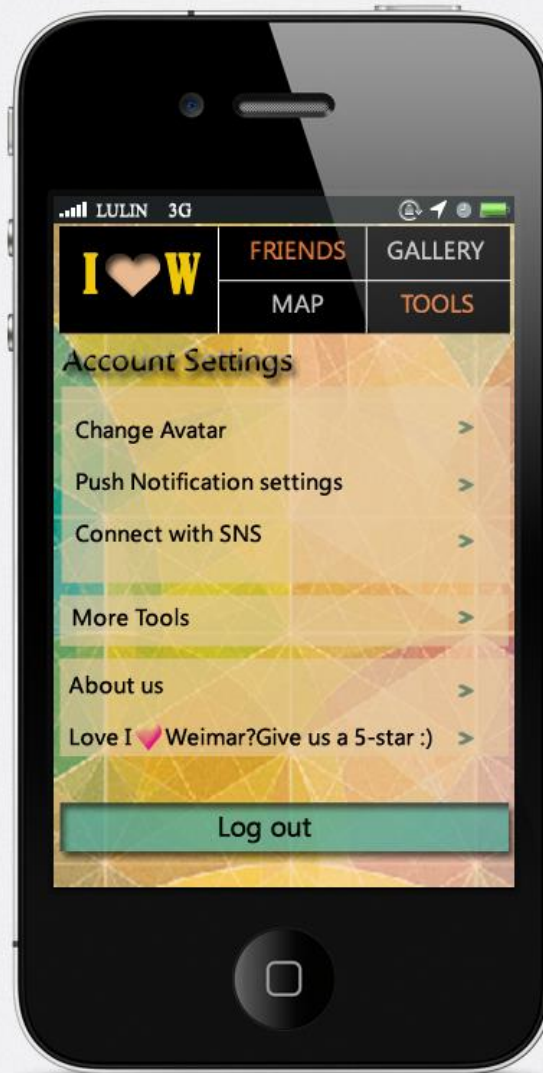 LULIN 3G
I W
FRIENDS GALLERY
MAP TOOLS
Account Settings
Change Avatar
Push Notification settings
Connect with SNS
More Tools
About us
Love I Weimar?Give us a 5-star :)
Log out